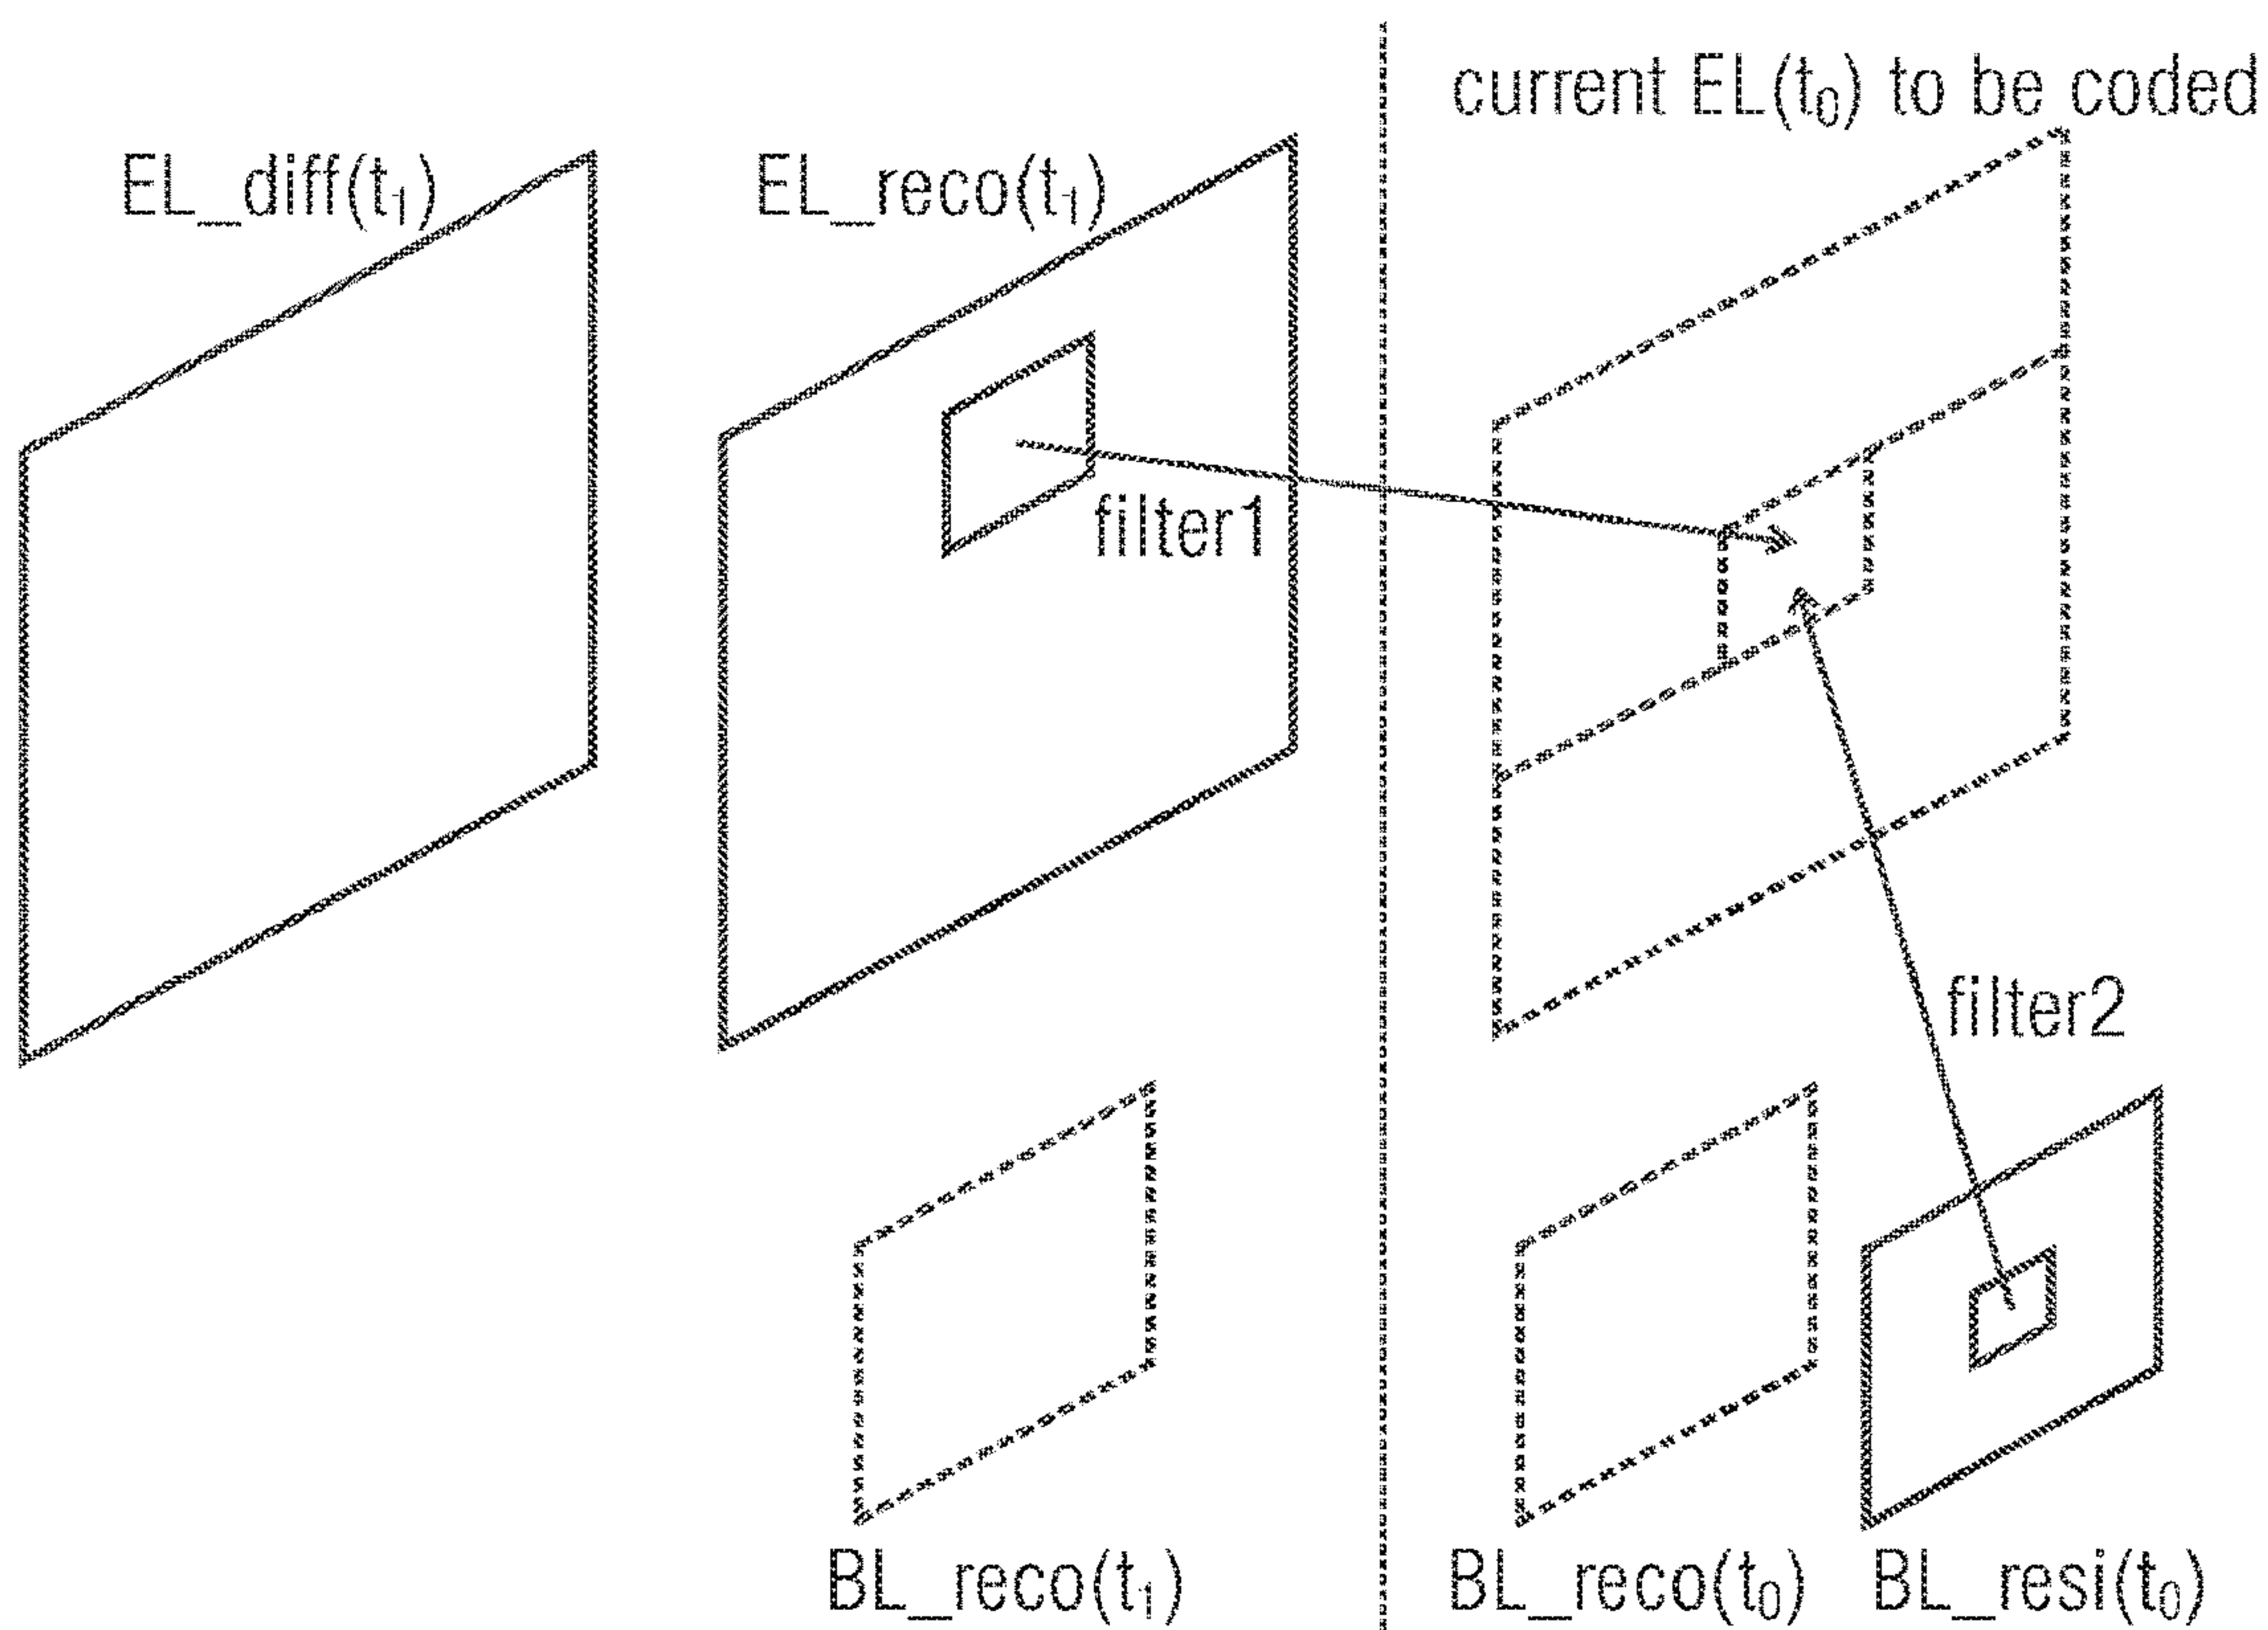 current EL(t₀) to be coded
EL_diff(t₁)
EL_reco(t₁)
filter1
filter2
BL_reco(t₁)
BL_reco(t₀)
BL_resi(t₀)